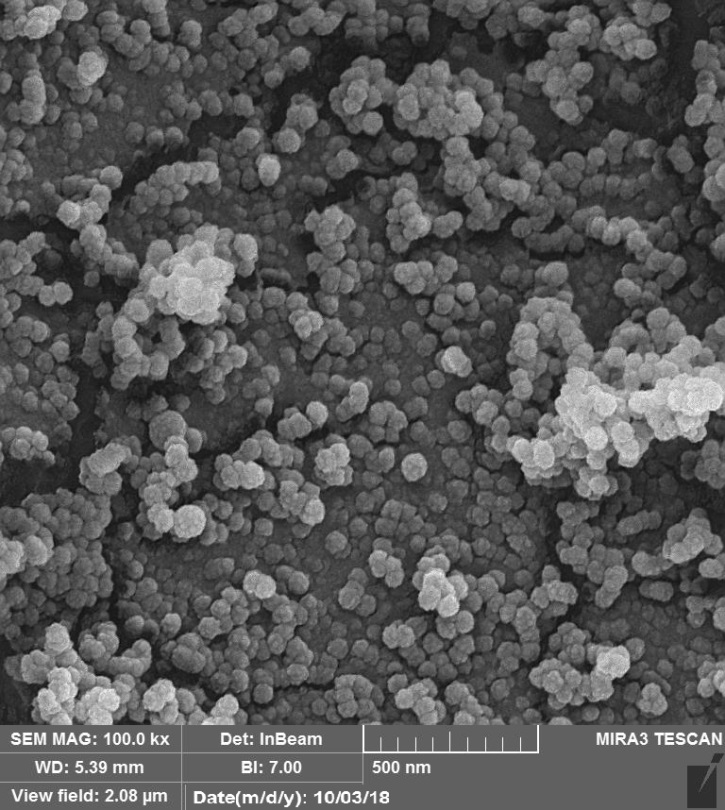 SEM MAG: 100.0 kx Det: InBeam MIRA3 TESCAN
WD: 5.39 mm BI: 7.00 500 nm
View field: 2.08 µm Date(m/d/y): 10/03/18